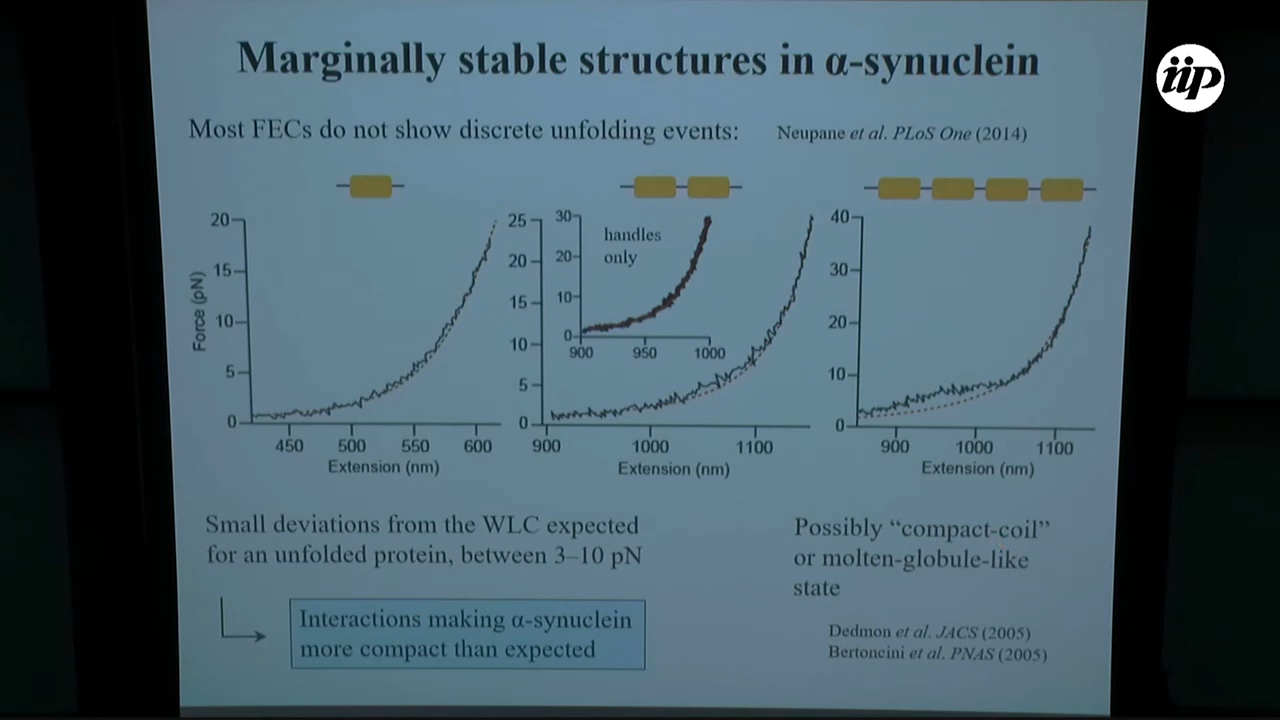 Marginally stable structures in α-synuclein
iip
Most FECs do not show discrete unfolding events:
Neupane et al. PLoS One (2014)
Force (pN)
20
15
10
5
0
450
500
550
600
Extension (nm)
25
20
15
10
5
0
900
1000
1100
Extension (nm)
30
20
10
0
handles
only
900
950
1000
40
30
20
10
0
900
1000
1100
Extension (nm)
Small deviations from the WLC expected
for an unfolded protein, between 3–10 pN
Interactions making α-synuclein
more compact than expected
Possibly “compact-coil”
or molten-globule-like
state
Dedmon et al. JACS (2005)
Bertoncini et al. PNAS (2005)